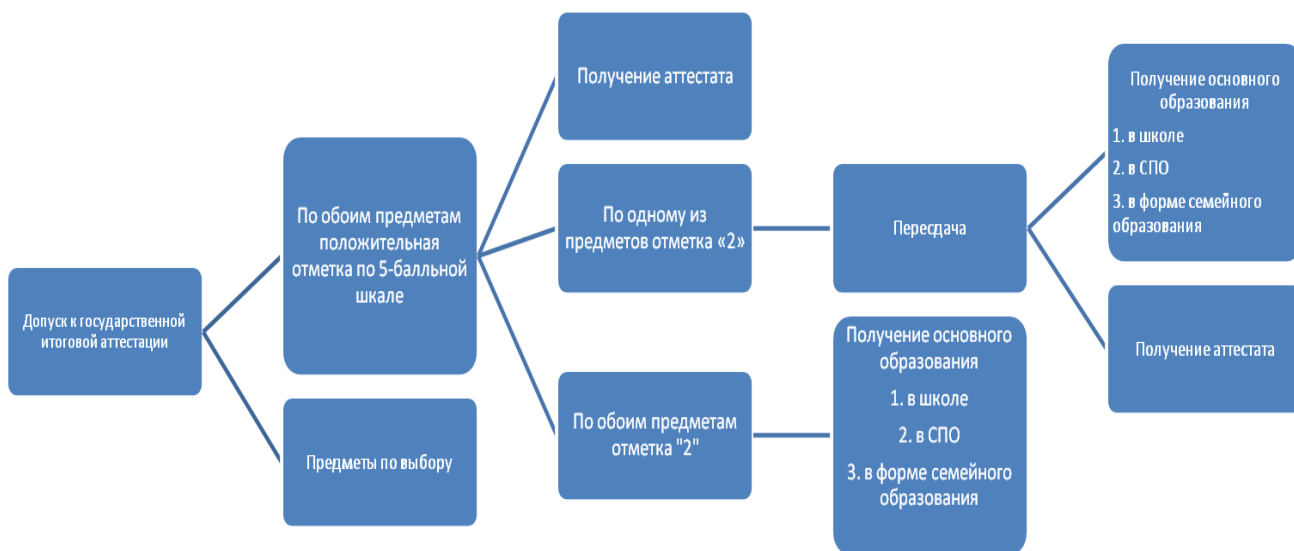 Допуск к государственной
итоговой аттестации
По обоим предметам
положительная
отметка по 5-балльной
шкале
Предметы по выбору
Получение аттестата
По одному из
предметов отметка «2»
По обоим предметам
отметка "2"
Пересдача
Получение основного
образования
1. в школе
2. в СПО
3. в форме семейного
образования
Получение основного
образования
1. в школе
2. в СПО
3. в форме семейного
образования
Получение аттестата